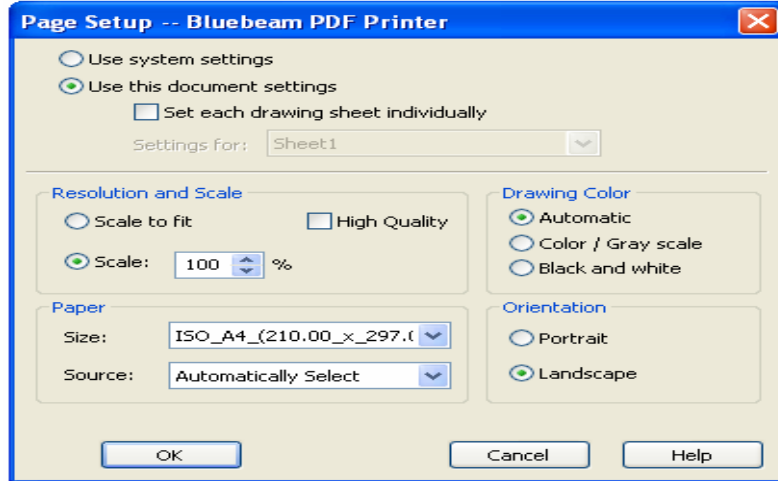 Page Setup -- Bluebeam PDF Printer
Use system settings
Use this document settings
Set each drawing sheet individually
Settings for: Sheet1
Resolution and Scale
Scale to fit High Quality
Scale: 100 %
Drawing Color
Automatic
Color / Gray scale
Black and white
Paper
Size: ISO_A4_(210.00_x_297.(
Source: Automatically Select
Orientation
Portrait
Landscape
OK Cancel Help